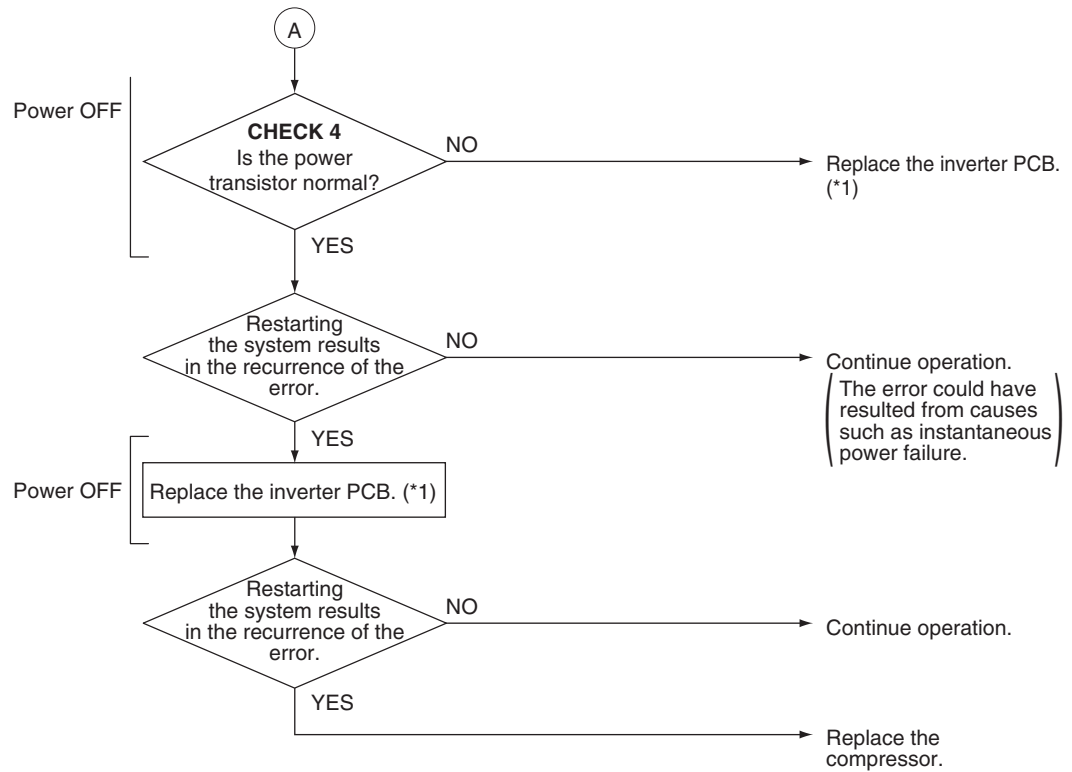 A
Power OFF
CHECK 4
Is the power
transistor normal?
NO
Replace the inverter PCB.
(*1)
YES
Restarting
the system results
in the recurrence of the
error.
NO
Continue operation.
(The error could have
resulted from causes
such as instantaneous
power failure.)
YES
Power OFF
Replace the inverter PCB. (*1)
Restarting
the system results
in the recurrence of the
error.
NO
Continue operation.
YES
Replace the
compressor.